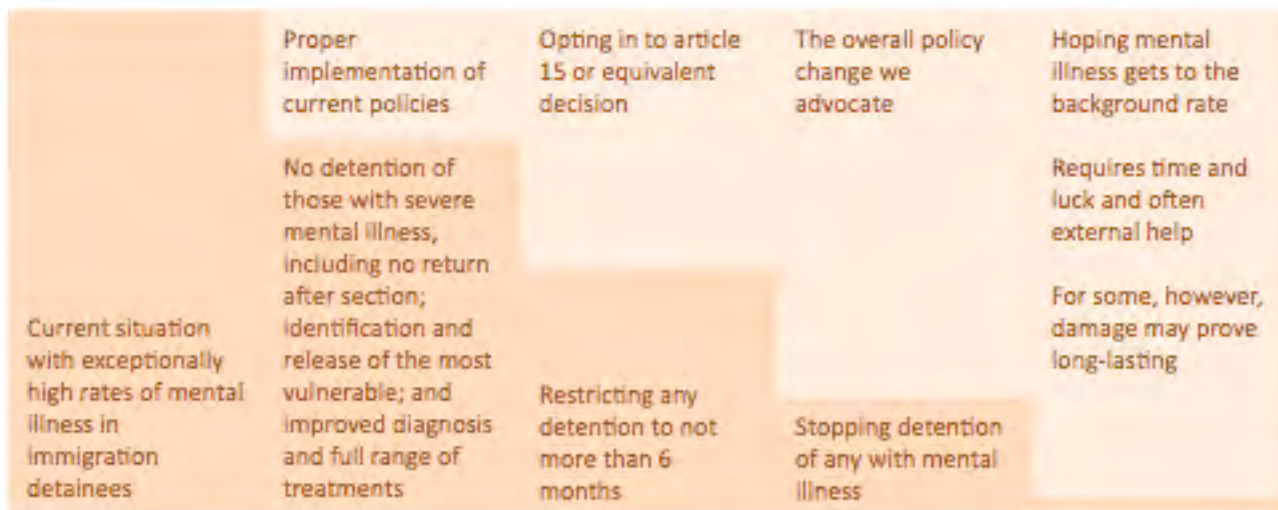 Current situation
with exceptionally
high rates of mental
illness in
immigration
detainees
Proper
implementation of
current policies
No detention of
those with severe
mental illness,
including no return
after section;
identification and
release of the most
vulnerable; and
improved diagnosis
and full range of
treatments
Opting in to article
15 or equivalent
decision
Restricting any
detention to not
more than 6
months
The overall policy
change we
advocate
Stopping detention
of any with mental
illness
Hoping mental
illness gets to the
background rate
Requires time and
luck and often
external help
For some, however,
damage may prove
long-lasting